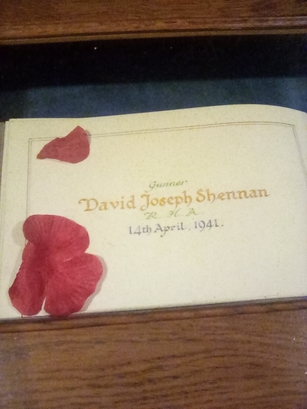 Gunner
David Joseph Shennan
R. H. A.
14th April, 1941.